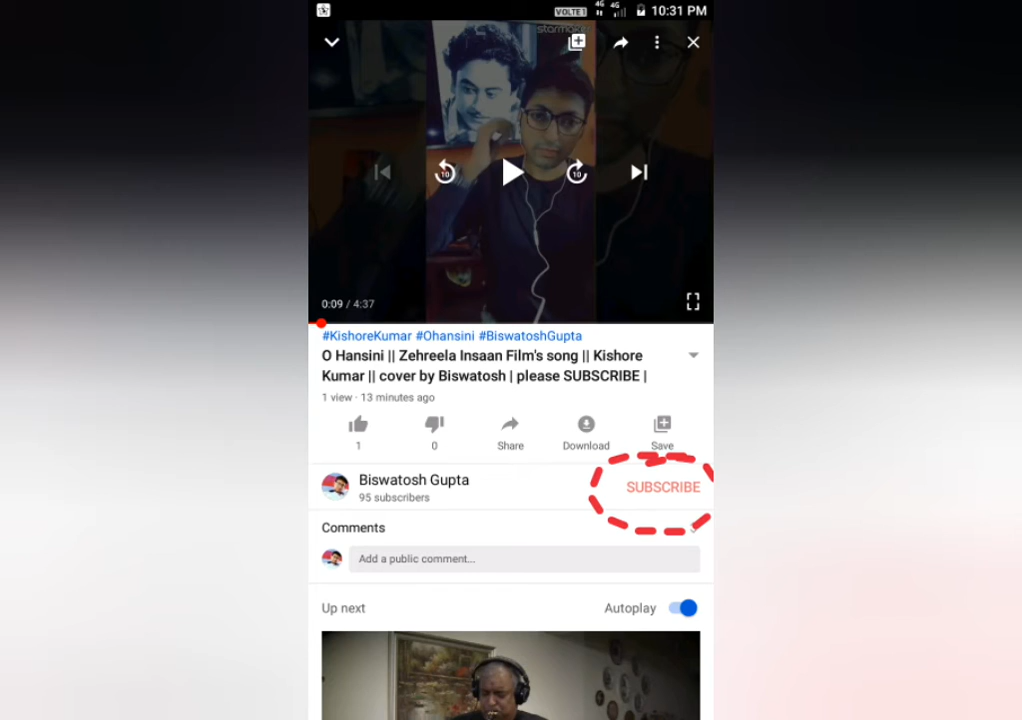 VOLTE 1 4G 4G 10:31 PM
starmaker
10 10
0:09 / 4:37
#KishoreKumar #Ohansini #BiswatoshGupta
O Hansini || Zehreela Insaan Film's song || Kishore
Kumar || cover by Biswatosh | please SUBSCRIBE |
1 view · 13 minutes ago
1 0 Share Download Save
Biswatosh Gupta
95 subscribers
SUBSCRIBE
Comments
Add a public comment...
Up next Autoplay